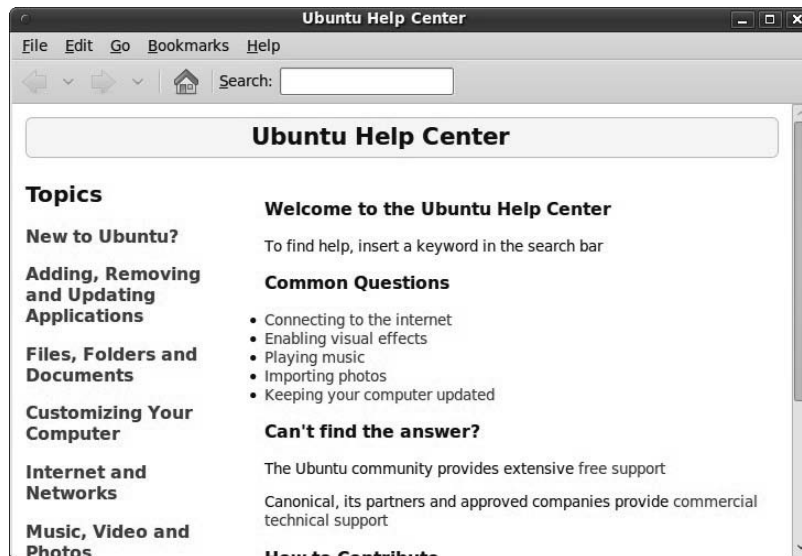 Ubuntu Help Center
File Edit Go Bookmarks Help
Search:
Ubuntu Help Center
Topics
New to Ubuntu?
Adding, Removing
and Updating
Applications
Files, Folders and
Documents
Customizing Your
Computer
Internet and
Networks
Music, Video and
Photos
Welcome to the Ubuntu Help Center
To find help, insert a keyword in the search bar
Common Questions
• Connecting to the internet
• Enabling visual effects
• Playing music
• Importing photos
• Keeping your computer updated
Can't find the answer?
The Ubuntu community provides extensive free support
Canonical, its partners and approved companies provide commercial
technical support
How to Contribute